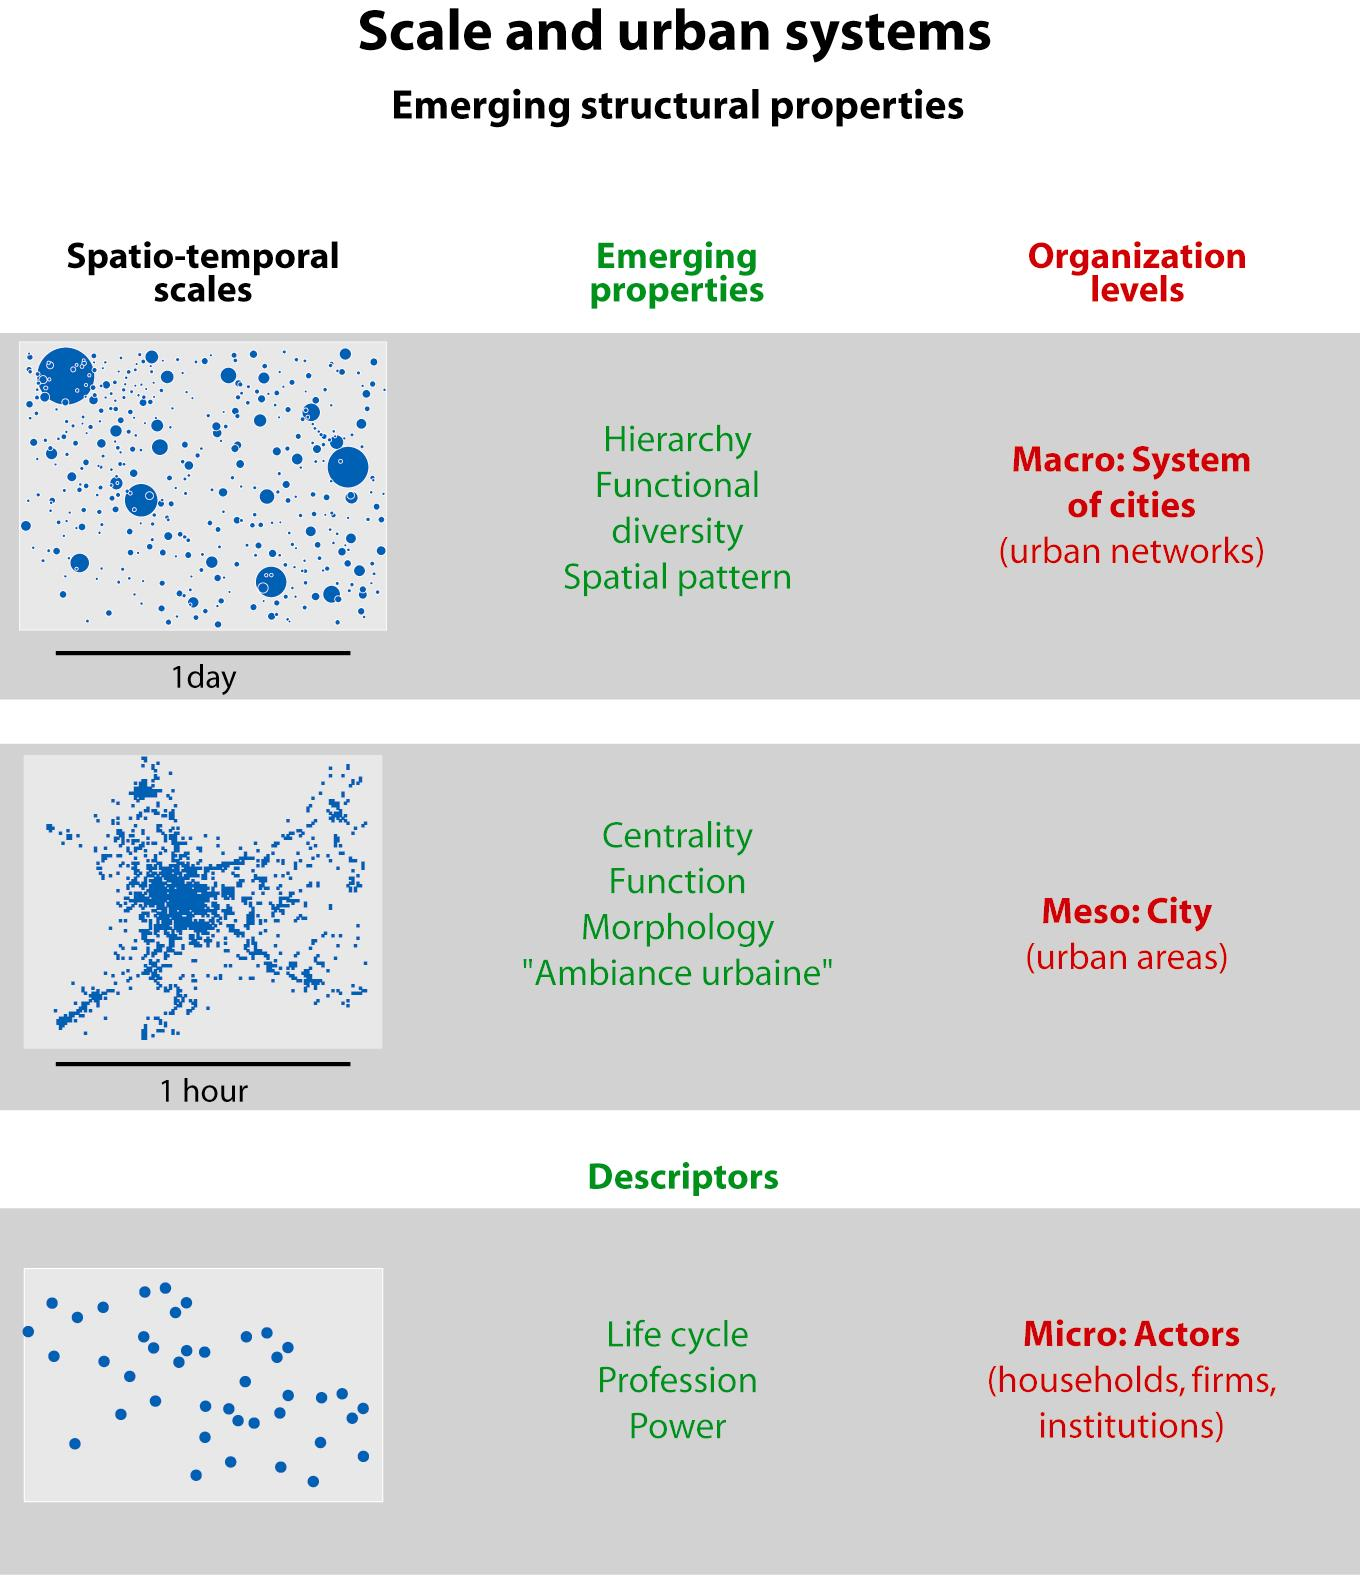 Scale and urban systems
Emerging structural properties
Spatio-temporal
scales
Emerging
properties
Organization
levels
Hierarchy
Functional
diversity
Spatial pattern
Macro: System
of cities
(urban networks)
1day
Centrality
Function
Morphology
"Ambiance urbaine"
Meso: City
(urban areas)
1 hour
Descriptors
Life cycle
Profession
Power
Micro: Actors
(households, firms,
institutions)